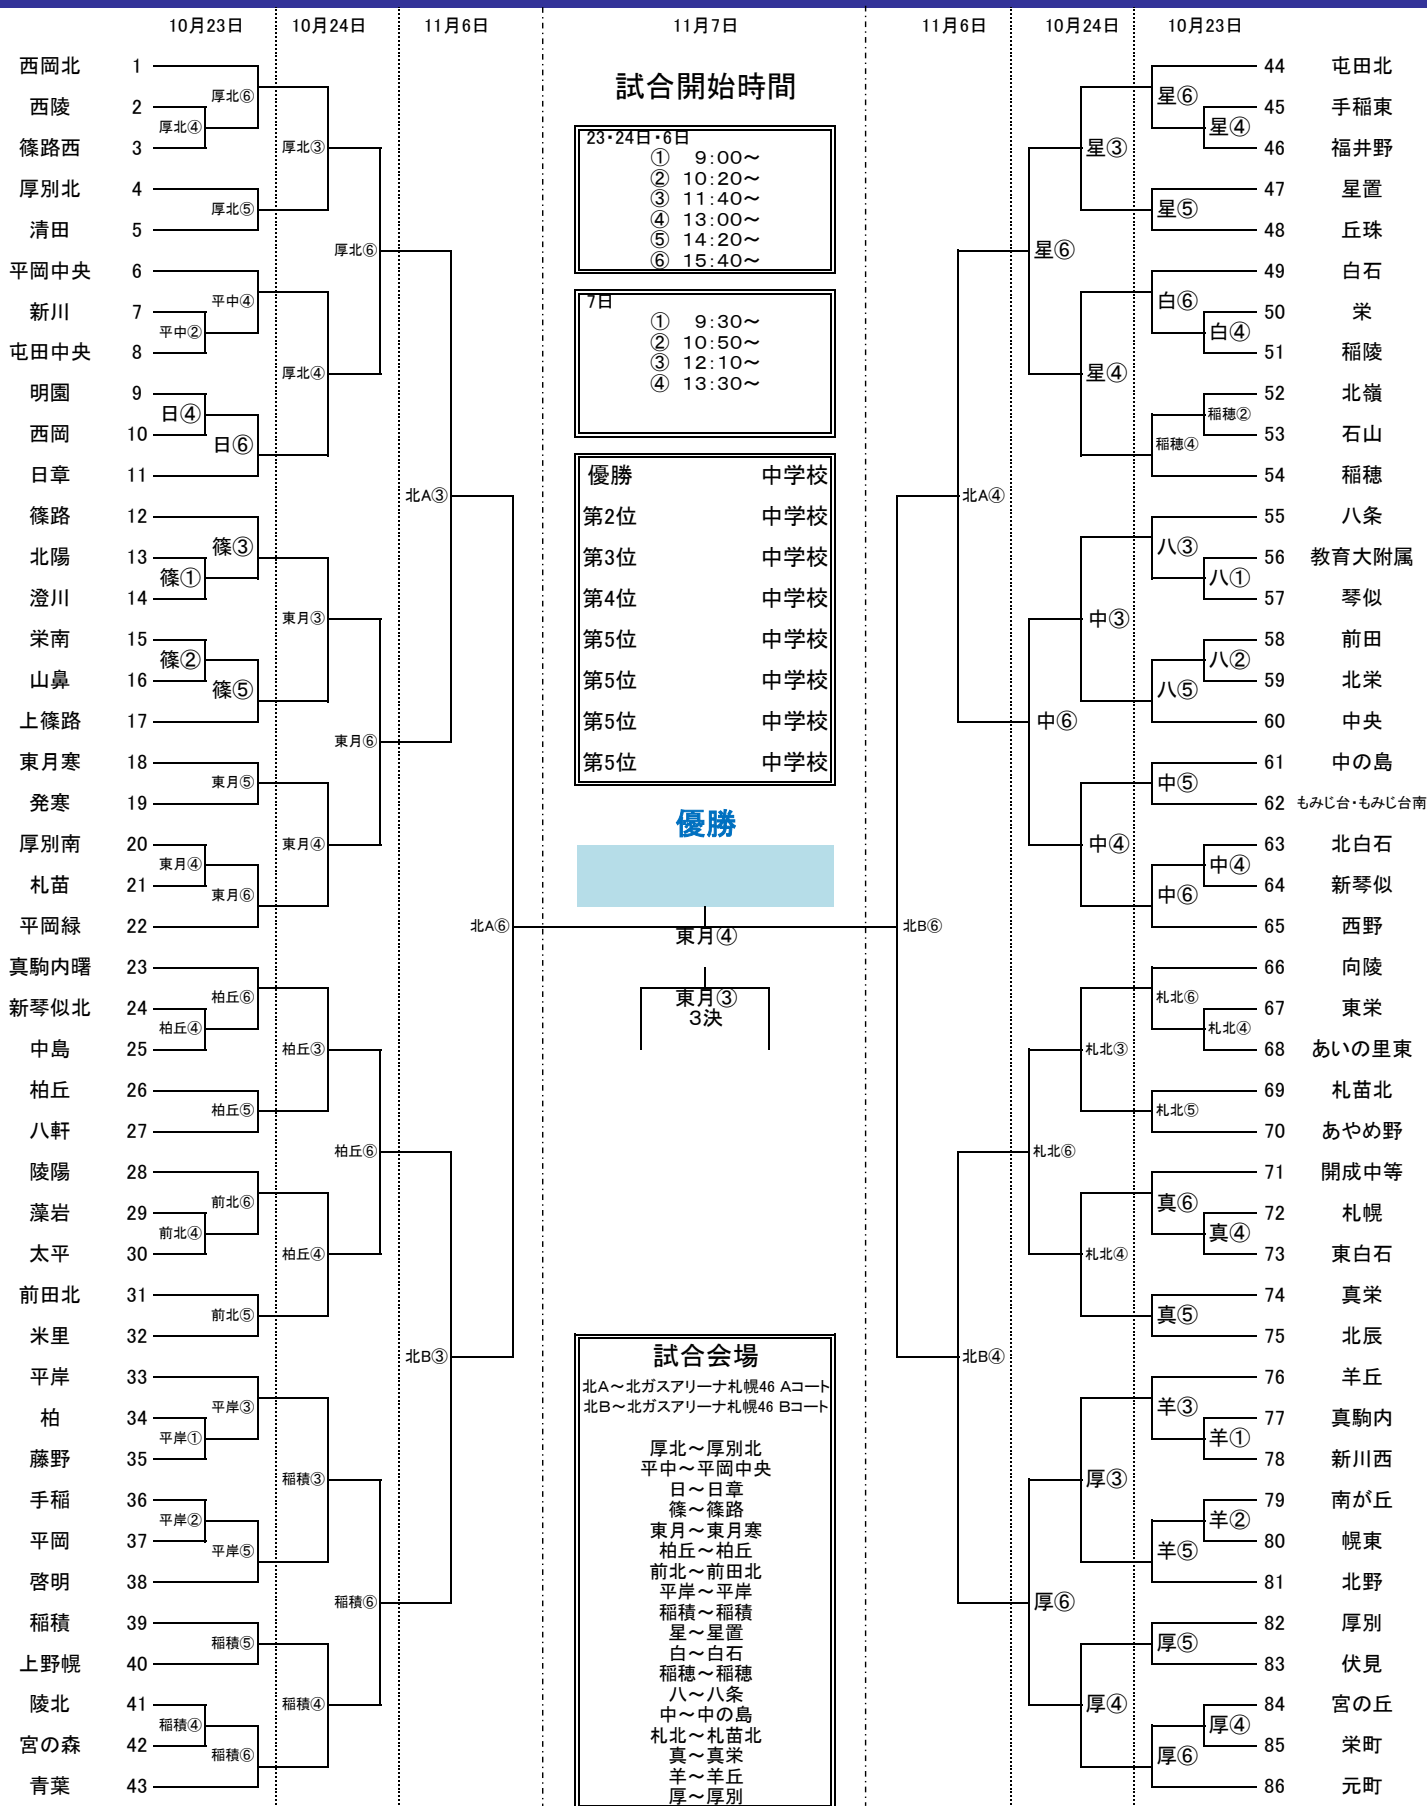 10月23日 10月24日 11月6日 11月7日 11月6日 10月24日 10月23日
西岡北 1
西陵 2
篠路西 3
厚別北 4
清田 5
平岡中央 6
新川 7
屯田中央 8
明園 9
西岡 10
日章 11
篠路 12
北陽 13
澄川 14
栄南 15
山鼻 16
上篠路 17
東月寒 18
発寒 19
厚別南 20
札苗 21
平岡緑 22
真駒内曙 23
新琴似北 24
中島 25
柏丘 26
八軒 27
陵陽 28
藻岩 29
太平 30
前田北 31
米里 32
平岸 33
柏 34
藤野 35
手稲 36
平岡 37
啓明 38
稲積 39
上野幌 40
陵北 41
宮の森 42
青葉 43
厚北④
平中②
日④
篠①
篠②
東月④
柏丘④
前北④
平岸①
平岸②
稲積④
厚北⑥
厚北⑤
平中④
日⑥
篠③
篠⑤
東月⑤
東月⑥
柏丘⑥
柏丘⑤
前北⑥
前北⑤
平岸③
平岸⑤
稲積⑤
稲積⑥
厚北③
厚北④
東月③
東月④
柏丘③
柏丘④
稲積③
稲積④
厚北⑥
東月⑥
柏丘⑥
稲積⑥
北A③
北B③
北A⑥
試合開始時間
23・24日・6日
① 9:00～
② 10:20～
③ 11:40～
④ 13:00～
⑤ 14:20～
⑥ 15:40～
7日
① 9:30～
② 10:50～
③ 12:10～
④ 13:30～
優勝 中学校
第2位 中学校
第3位 中学校
第4位 中学校
第5位 中学校
第5位 中学校
第5位 中学校
第5位 中学校
優勝
東月④
東月③
3決
試合会場
北A～北ガスアリーナ札幌46 Aコート
北B～北ガスアリーナ札幌46 Bコート
厚北～厚別北
平中～平岡中央
日～日章
篠～篠路
東月～東月寒
柏丘～柏丘
前北～前田北
平岸～平岸
稲積～稲積
星～星置
白～白石
稲穂～稲穂
八～八条
中～中の島
札北～札苗北
真～真栄
羊～羊丘
厚～厚別
北B⑥
北A④
北B④
星⑥
中⑥
札北⑥
厚⑥
星③
星④
中③
中④
札北③
札北④
厚③
厚④
星⑥
星⑤
白⑥
稲穂④
八③
八⑤
中⑤
中⑥
札北⑥
札北⑤
真⑥
真⑤
羊③
羊⑤
厚⑤
厚⑥
星④
白④
稲穂②
八①
八②
中④
札北④
真④
羊①
羊②
厚④
44 屯田北
45 手稲東
46 福井野
47 星置
48 丘珠
49 白石
50 栄
51 稲陵
52 北嶺
53 石山
54 稲穂
55 八条
56 教育大附属
57 琴似
58 前田
59 北栄
60 中央
61 中の島
62 もみじ台・もみじ台南
63 北白石
64 新琴似
65 西野
66 向陵
67 東栄
68 あいの里東
69 札苗北
70 あやめ野
71 開成中等
72 札幌
73 東白石
74 真栄
75 北辰
76 羊丘
77 真駒内
78 新川西
79 南が丘
80 幌東
81 北野
82 厚別
83 伏見
84 宮の丘
85 栄町
86 元町